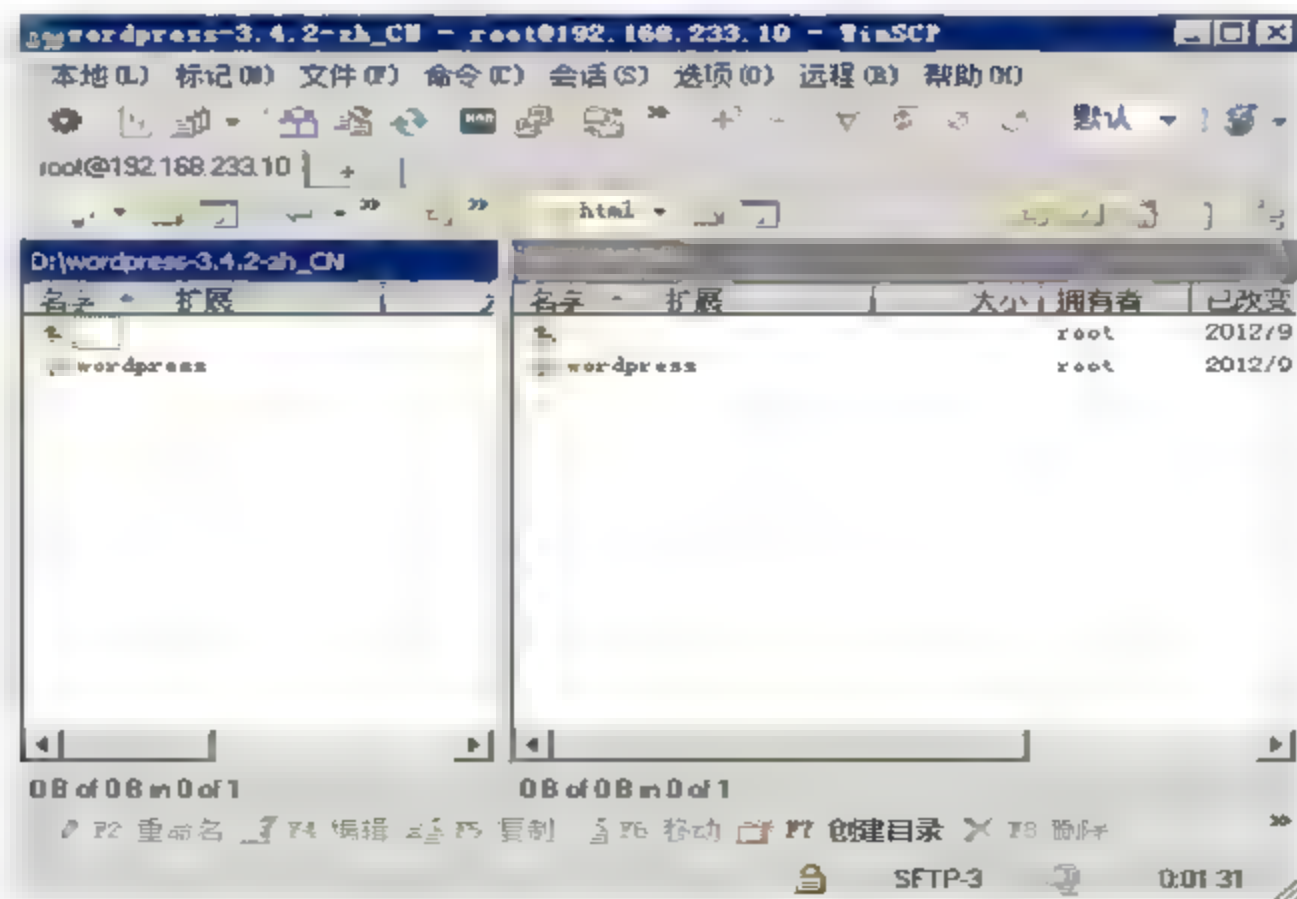 wordpress-3.4.2-zh_CN - root@192.168.233.10 - WinSCP
本地(L) 标记(M) 文件(F) 命令(C) 会话(S) 选项(O) 远程(R) 帮助(H)
默认
root@192.168.233.10
html
D:\wordpress-3.4.2-zh_CN
名字 扩展 名字 扩展 大小 拥有者 已改变
root 2012/9
wordpress wordpress root 2012/9
0 B of 0 B in 0 of 1 0 B of 0 B in 0 of 1
F2 重命名 F4 编辑 F5 复制 F6 移动 F7 创建目录 F8 删除
SFTP-3 0:01:31